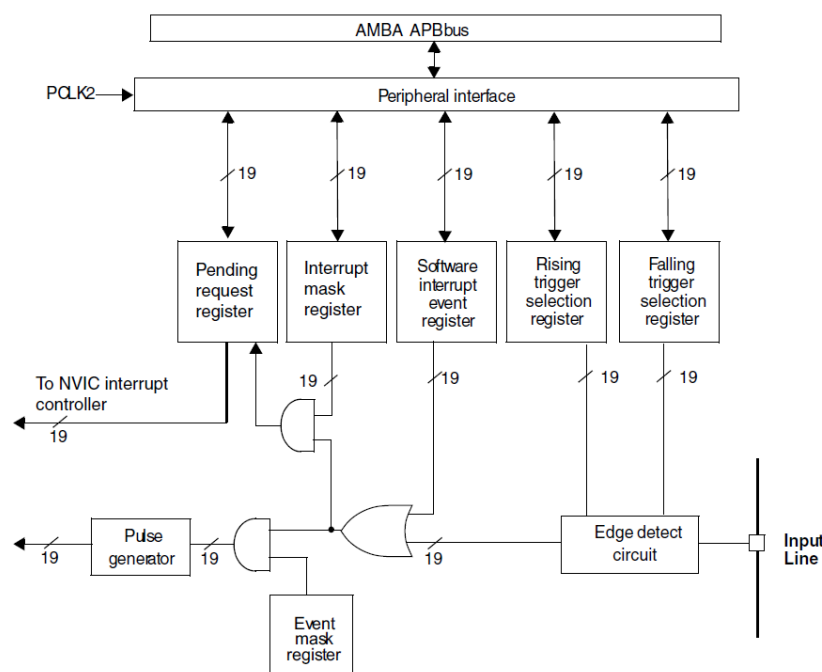 AMBA APBbus
PCLK2
Peripheral interface
19
19
19
19
19
Pending
request
register
Interrupt
mask
register
Software
interrupt
event
register
Rising
trigger
selection
register
Falling
trigger
selection
register
To NVIC interrupt
controller
19
19
19
19
19
Pulse
generator
19
19
19
Edge detect
circuit
Input
Line
Event
mask
register